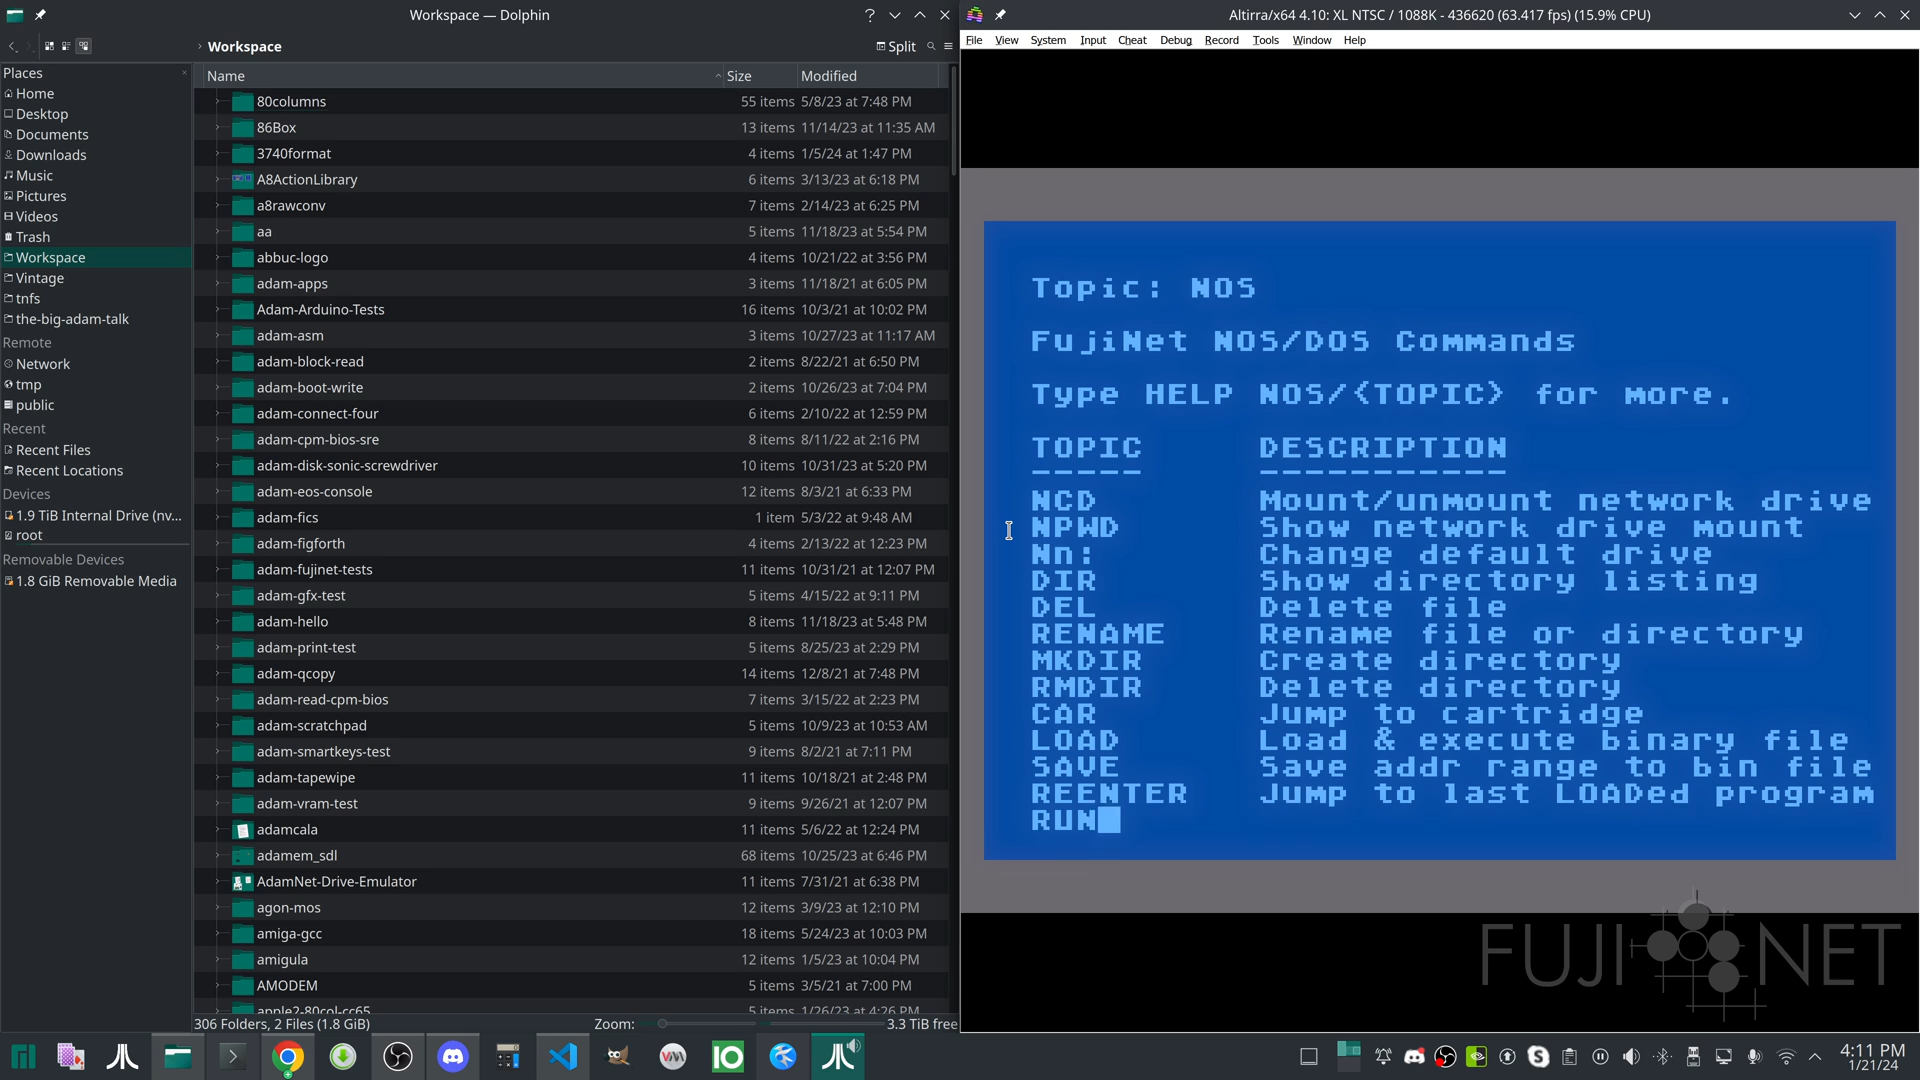 Workspace — Dolphin
Workspace
Split
Places
Home
Desktop
Documents
Downloads
Music
Pictures
Videos
Trash
Workspace
Vintage
tnfs
the-big-adam-talk
Remote
Network
tmp
public
Recent
Recent Files
Recent Locations
Devices
1.9 TiB Internal Drive (nv...
root
Removable Devices
1.8 GiB Removable Media
Name Size Modified
80columns 55 items 5/8/23 at 7:48 PM
86Box 13 items 11/14/23 at 11:35 AM
3740format 4 items 1/5/24 at 1:47 PM
A8ActionLibrary 6 items 3/13/23 at 6:18 PM
a8rawconv 7 items 2/14/23 at 6:25 PM
aa 5 items 11/18/23 at 5:54 PM
abbuc-logo 4 items 10/21/22 at 3:56 PM
adam-apps 3 items 11/18/21 at 6:05 PM
Adam-Arduino-Tests 16 items 10/3/21 at 10:02 PM
adam-asm 3 items 10/27/23 at 11:17 AM
adam-block-read 2 items 8/22/21 at 6:50 PM
adam-boot-write 2 items 10/26/23 at 7:04 PM
adam-connect-four 6 items 2/10/22 at 12:59 PM
adam-cpm-bios-sre 8 items 8/11/22 at 2:16 PM
adam-disk-sonic-screwdriver 10 items 10/31/23 at 5:20 PM
adam-eos-console 12 items 8/3/21 at 6:33 PM
adam-fics 1 item 5/3/22 at 9:48 AM
adam-figforth 4 items 2/13/22 at 12:23 PM
adam-fujinet-tests 11 items 10/31/21 at 12:07 PM
adam-gfx-test 5 items 4/15/22 at 9:11 PM
adam-hello 8 items 11/18/23 at 5:48 PM
adam-print-test 5 items 8/25/23 at 2:29 PM
adam-qcopy 14 items 12/8/21 at 7:48 PM
adam-read-cpm-bios 7 items 3/15/22 at 2:23 PM
adam-scratchpad 5 items 10/9/23 at 10:53 AM
adam-smartkeys-test 9 items 8/2/21 at 7:11 PM
adam-tapewipe 11 items 10/18/21 at 2:48 PM
adam-vram-test 9 items 9/26/21 at 12:07 PM
adamcala 11 items 5/6/22 at 12:24 PM
adamem_sdl 68 items 10/25/23 at 6:46 PM
AdamNet-Drive-Emulator 11 items 7/31/21 at 6:38 PM
agon-mos 12 items 3/9/23 at 12:10 PM
amiga-gcc 18 items 5/24/23 at 10:03 PM
amigula 12 items 1/5/23 at 10:04 PM
AMODEM 5 items 3/5/21 at 7:00 PM
apple2-80col-cc65 5 items 1/26/23 at 4:26 PM
306 Folders, 2 Files (1.8 GiB) Zoom: 3.3 TiB free
Altirra/x64 4.10: XL NTSC / 1088K - 436620 (63.417 fps) (15.9% CPU)
File View System Input Cheat Debug Record Tools Window Help
Topic: NOS
FujiNet NOS/DOS Commands
Type HELP NOS/{TOPIC} for more.
TOPIC DESCRIPTION
----- -----------
NCD Mount/unmount network drive
NPWD Show network drive mount
Nn: Change default drive
DIR Show directory listing
DEL Delete file
RENAME Rename file or directory
MKDIR Create directory
RMDIR Delete directory
CAR Jump to cartridge
LOAD Load & execute binary file
SAVE Save addr range to bin file
REENTER Jump to last LOADed program
RUN
FUJI NET
4:11 PM
1/21/24